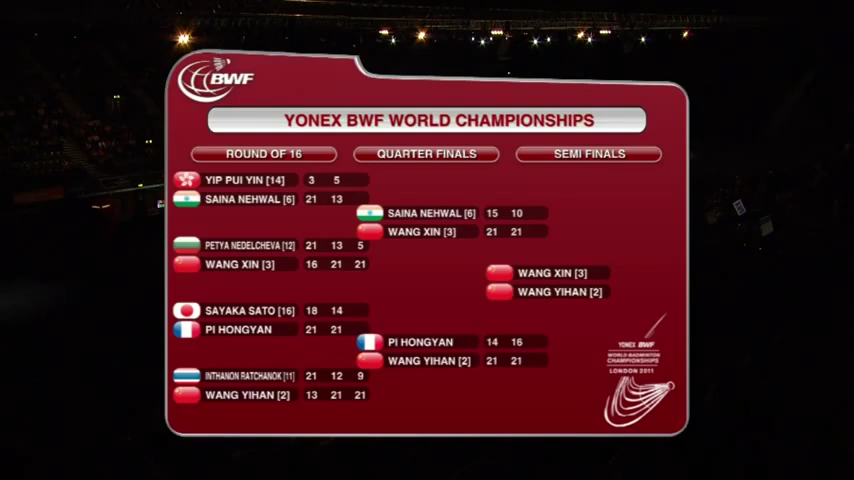 BWF
YONEX BWF WORLD CHAMPIONSHIPS
ROUND OF 16
QUARTER FINALS
SEMI FINALS
YIP PUI YIN [14] 3 5
SAINA NEHWAL [6] 21 13
PETYA NEDELCHEVA [12] 21 13 5
WANG XIN [3] 16 21 21
SAYAKA SATO [16] 18 14
PI HONGYAN 21 21
INTHANON RATCHANOK [11] 21 12 9
WANG YIHAN [2] 13 21 21
SAINA NEHWAL [6] 15 10
WANG XIN [3] 21 21
PI HONGYAN 14 16
WANG YIHAN [2] 21 21
WANG XIN [3]
WANG YIHAN [2]
YONEX BWF
WORLD BADMINTON
CHAMPIONSHIPS
LONDON 2011